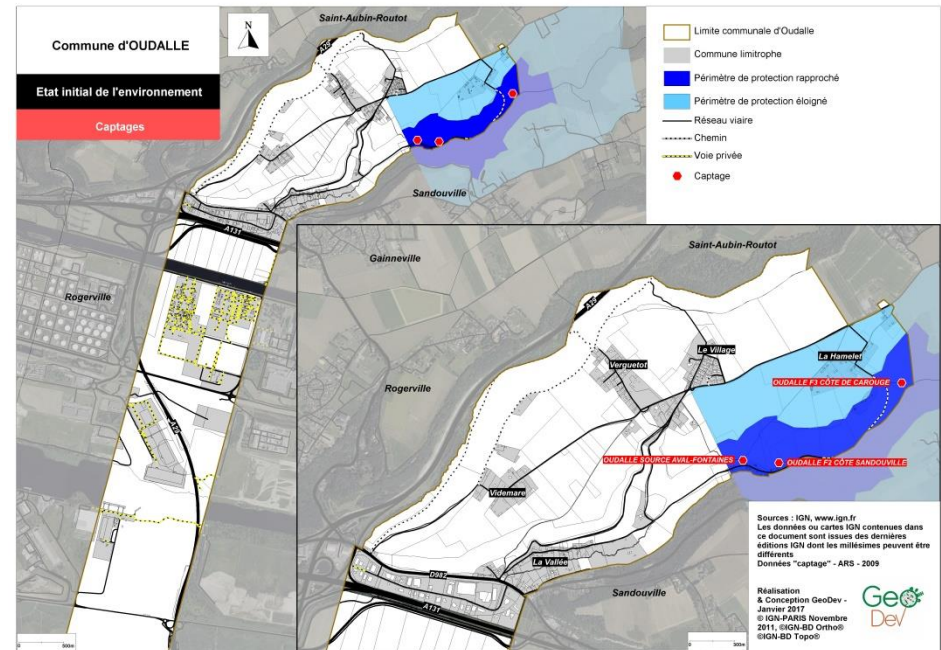 Commune d'OUDALLE
Etat initial de l'environnement
Captages
N
Saint-Aubin-Routot
A29
Sandouville
A131
Rogerville
A29
500m
Limite communale d'Oudalle
Commune limitrophe
Périmètre de protection rapproché
Périmètre de protection éloigné
Réseau viaire
Chemin
Voie privée
Captage
Saint-Aubin-Routot
Gainneville
A29
Le Village
La Hamelet
Verguetot
Rogerville
OUDALLE F3 CÔTE DE CAROUGE
OUDALLE SOURCE AVAL-FONTAINES
OUDALLE F2 CÔTE SANDOUVILLE
Videmare
La Vallée
D982
A131
Sandouville
500m
Sources : IGN, www.ign.fr
Les données ou cartes IGN contenues dans
ce document sont issues des dernières
éditions IGN dont les millésimes peuvent être
différents
Données "captage" - ARS - 2009
Réalisation
& Conception GeoDev -
Janvier 2017
© IGN-PARIS Novembre
2011, ©IGN-BD Ortho®
©IGN-BD Topo®
Geo
Dev